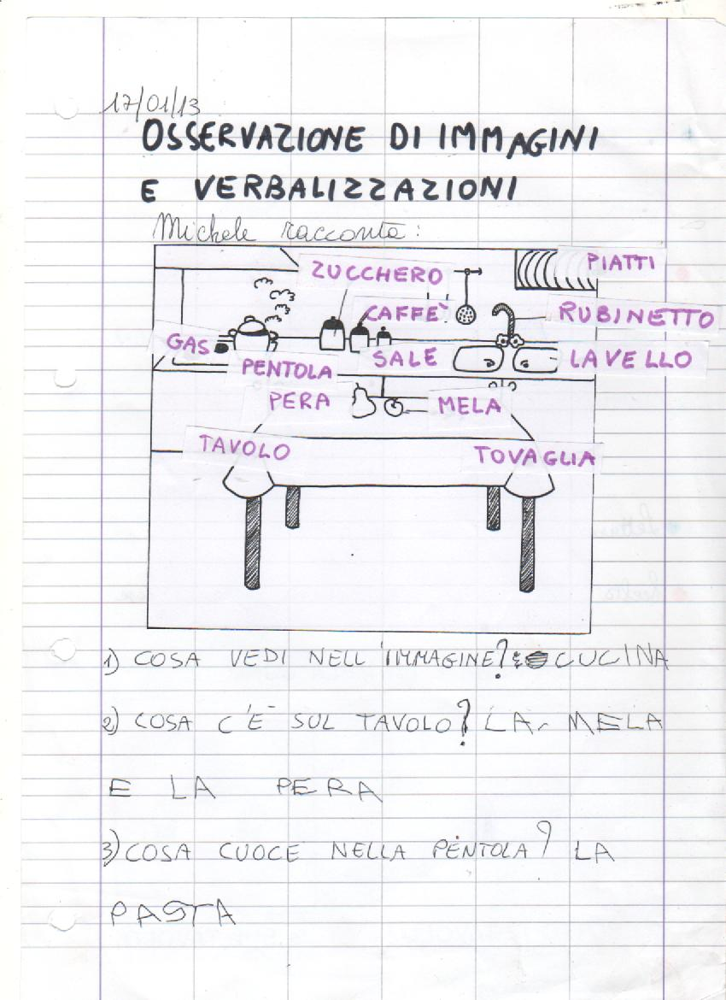 17/01/13
OSSERVAZIONE DI IMMAGINI
E VERBALIZZAZIONI
Michele racconta:
ZUCCHERO
PIATTI
CAFFÈ
RUBINETTO
GAS
SALE
LAVELLO
PENTOLA
PERA
MELA
TAVOLO
TOVAGLIA
1) COSA VEDI NELL'IMMAGINE? CUCINA
2) COSA C'È SUL TAVOLO? LA MELA
E LA PERA
3) COSA CUOCE NELLA PENTOLA? LA
PASTA